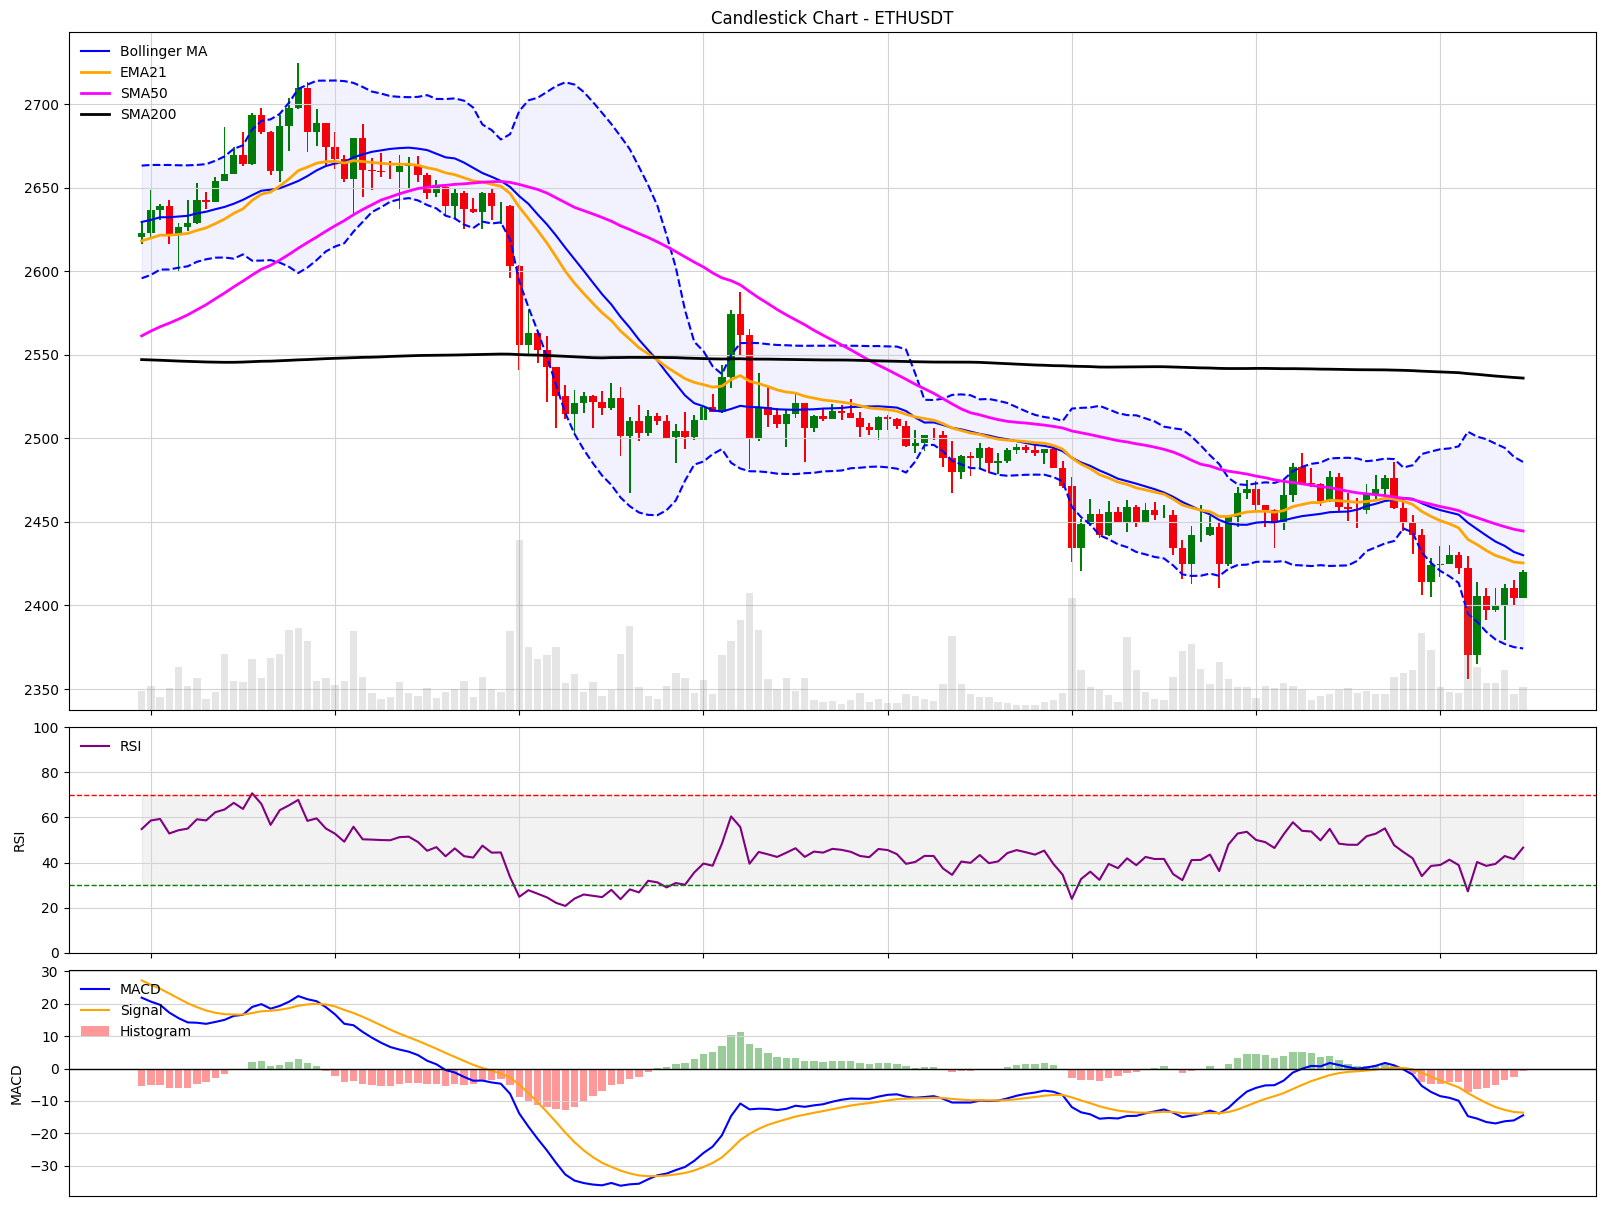 Candlestick Chart - ETHUSDT
Bollinger MA
EMA21
SMA50
SMA200
2700
2650
2600
2550
2500
2450
2400
2350
100
80
60
40
20
0
RSI
RSI
30
20
10
0
−10
−20
−30
MACD
MACD
Signal
Histogram